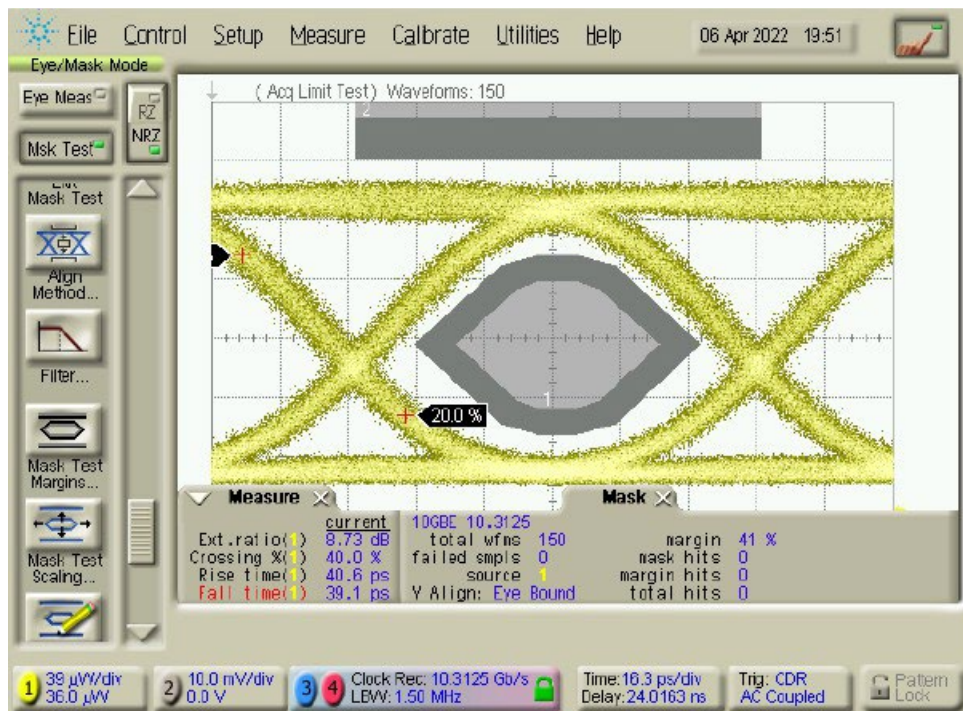 File Control Setup Measure Calibrate Utilities Help 06 Apr 2022 19:51
Eye/Mask Mode
Eye Meas
RZ
NRZ
Msk Test
( Acq Limit Test) Waveforms: 150
2
Mask Test
Align
Method...
Filter...
Mask Test
Margins...
Mask Test
Scaling...
20.0 %
1
Measure
current
Ext.ratio(1) 8.73 dB
Crossing %(1) 40.0 %
Rise time(1) 40.6 ps
Fall time(1) 39.1 ps
Mask
10GBE 10.3125
total wfms 150 margin 41 %
failed smpls 0 mask hits 0
source 1 margin hits 0
Y Align: Eye Bound total hits 0
1 39 µW/div
36.0 µW
2 10.0 mV/div
0.0 V
3 4 Clock Rec: 10.3125 Gb/s
LBW: 1.50 MHz
Time:16.3 ps/div
Delay:24.0163 ns
Trig: CDR
AC Coupled
Pattern
Lock